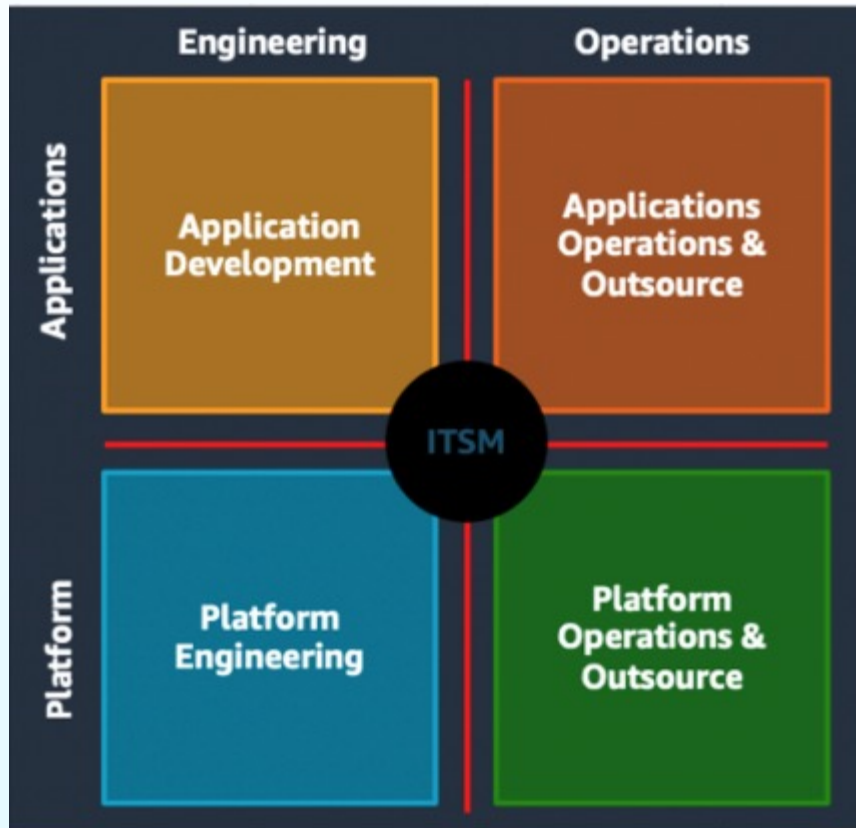 Engineering
Operations
Applications
Application
Development
Applications
Operations &
Outsource
ITSM
Platform
Platform
Engineering
Platform
Operations &
Outsource